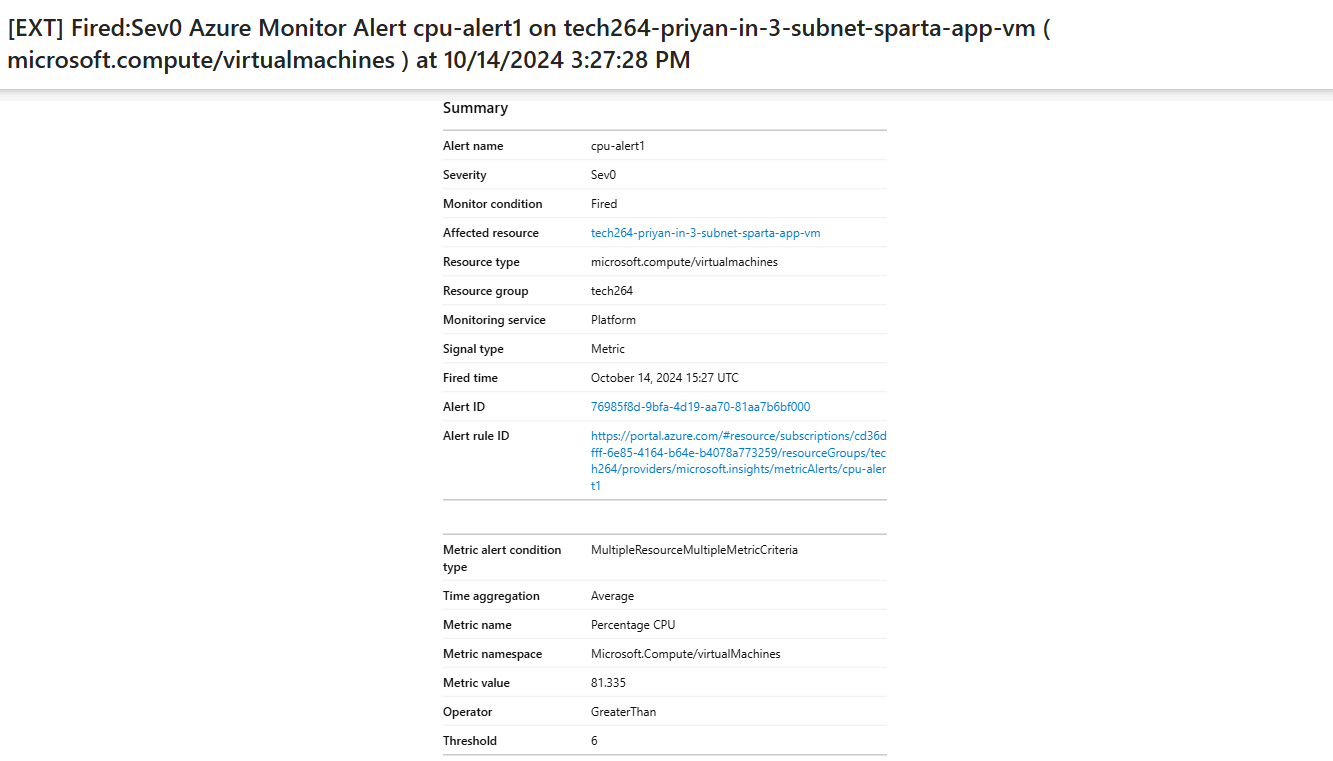 [EXT] Fired:Sev0 Azure Monitor Alert cpu-alert1 on tech264-priyan-in-3-subnet-sparta-app-vm (
microsoft.compute/virtualmachines ) at 10/14/2024 3:27:28 PM
Summary
Alert name cpu-alert1
Severity Sev0
Monitor condition Fired
Affected resource tech264-priyan-in-3-subnet-sparta-app-vm
Resource type microsoft.compute/virtualmachines
Resource group tech264
Monitoring service Platform
Signal type Metric
Fired time October 14, 2024 15:27 UTC
Alert ID 76985f8d-9bfa-4d19-aa70-81aa7b6bf000
Alert rule ID https://portal.azure.com/#resource/subscriptions/cd36d
fff-6e85-4164-b64e-b4078a773259/resourceGroups/tec
h264/providers/microsoft.insights/metricAlerts/cpu-aler
t1
Metric alert condition MultipleResourceMultipleMetricCriteria
type
Time aggregation Average
Metric name Percentage CPU
Metric namespace Microsoft.Compute/virtualMachines
Metric value 81.335
Operator GreaterThan
Threshold 6